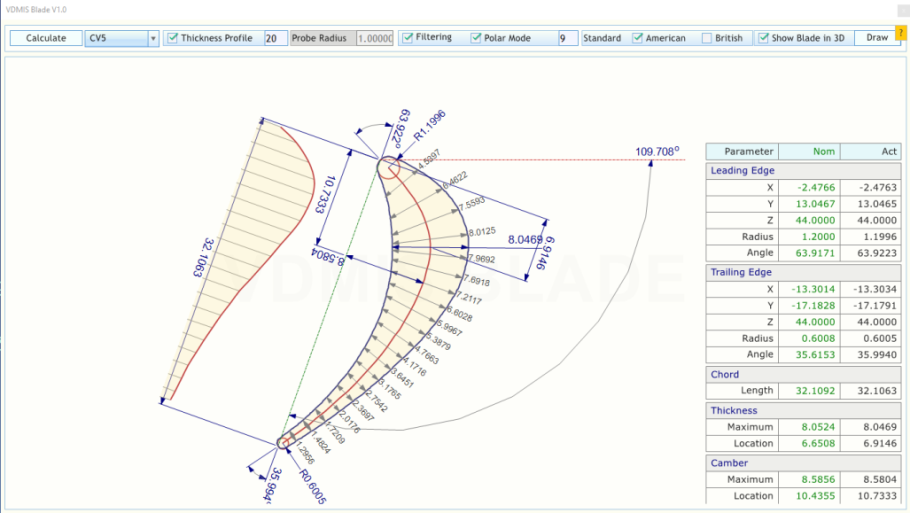 VDMIS Blade V1.0
Calculate CV5 Thickness Profile 20 Probe Radius 1.0000 Filtering Polar Mode 9 Standard American British Show Blade in 3D Draw ?
63.922°
R1.1996
109.708°
4.5897
6.4622
7.5593
8.0125
8.0469
6.9146
7.9692
7.6918
7.2117
6.6028
5.9967
5.3879
4.7663
4.1716
3.6451
3.1765
2.7542
2.3697
2.0176
1.7209
1.4824
1.2956
10.7333
8.5804
32.1063
35.994°
R0.6005
VDMIS BLADE
Parameter Nom Act
Leading Edge
X -2.4766 -2.4763
Y 13.0467 13.0465
Z 44.0000 44.0000
Radius 1.2000 1.1996
Angle 63.9171 63.9223
Trailing Edge
X -13.3014 -13.3034
Y -17.1828 -17.1791
Z 44.0000 44.0000
Radius 0.6008 0.6005
Angle 35.6153 35.9940
Chord
Length 32.1092 32.1063
Thickness
Maximum 8.0524 8.0469
Location 6.6508 6.9146
Camber
Maximum 8.5856 8.5804
Location 10.4355 10.7333